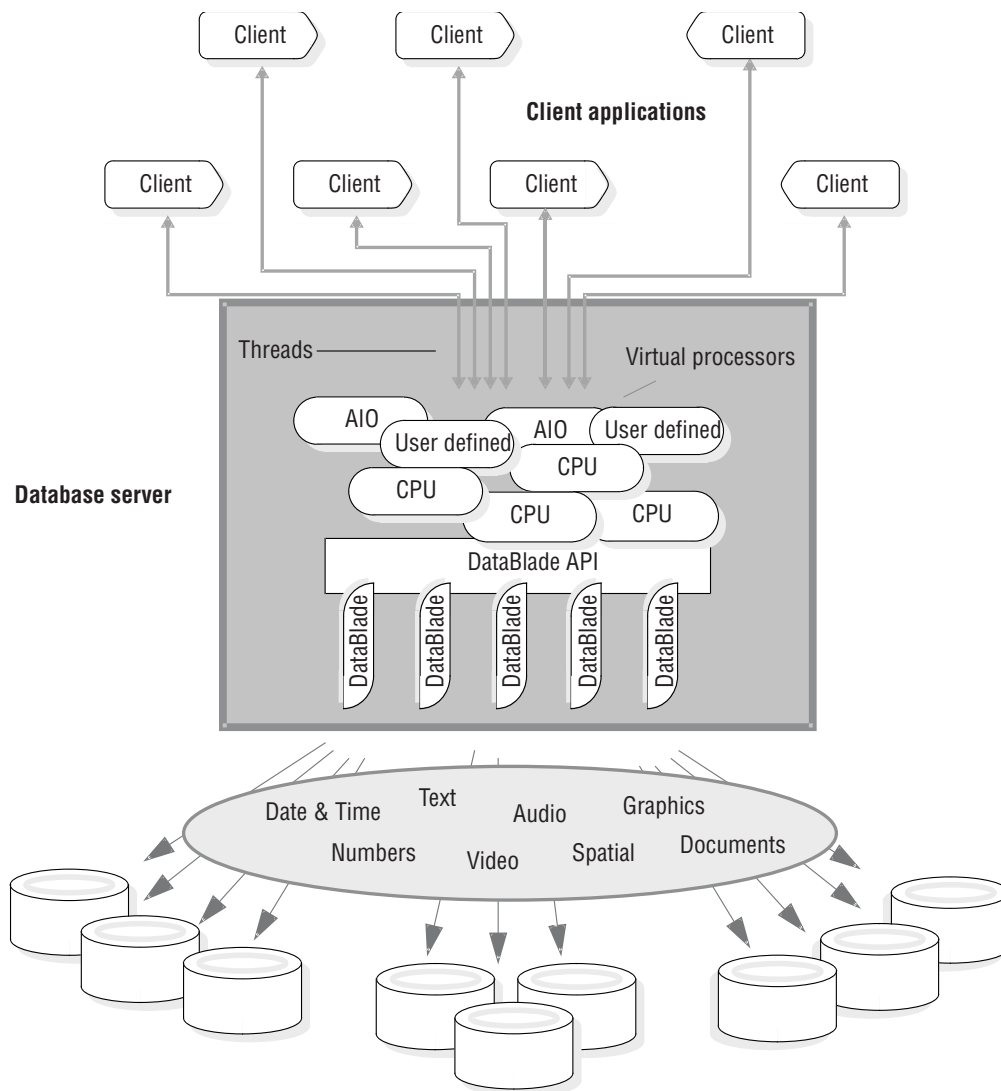 Client
Client
Client
Client applications
Client
Client
Client
Client
Threads
Virtual processors
AIO
User defined
AIO
User defined
CPU
CPU
Database server
CPU
CPU
DataBlade API
DataBlade
DataBlade
DataBlade
DataBlade
DataBlade
Date & Time
Text
Audio
Graphics
Numbers
Video
Spatial
Documents